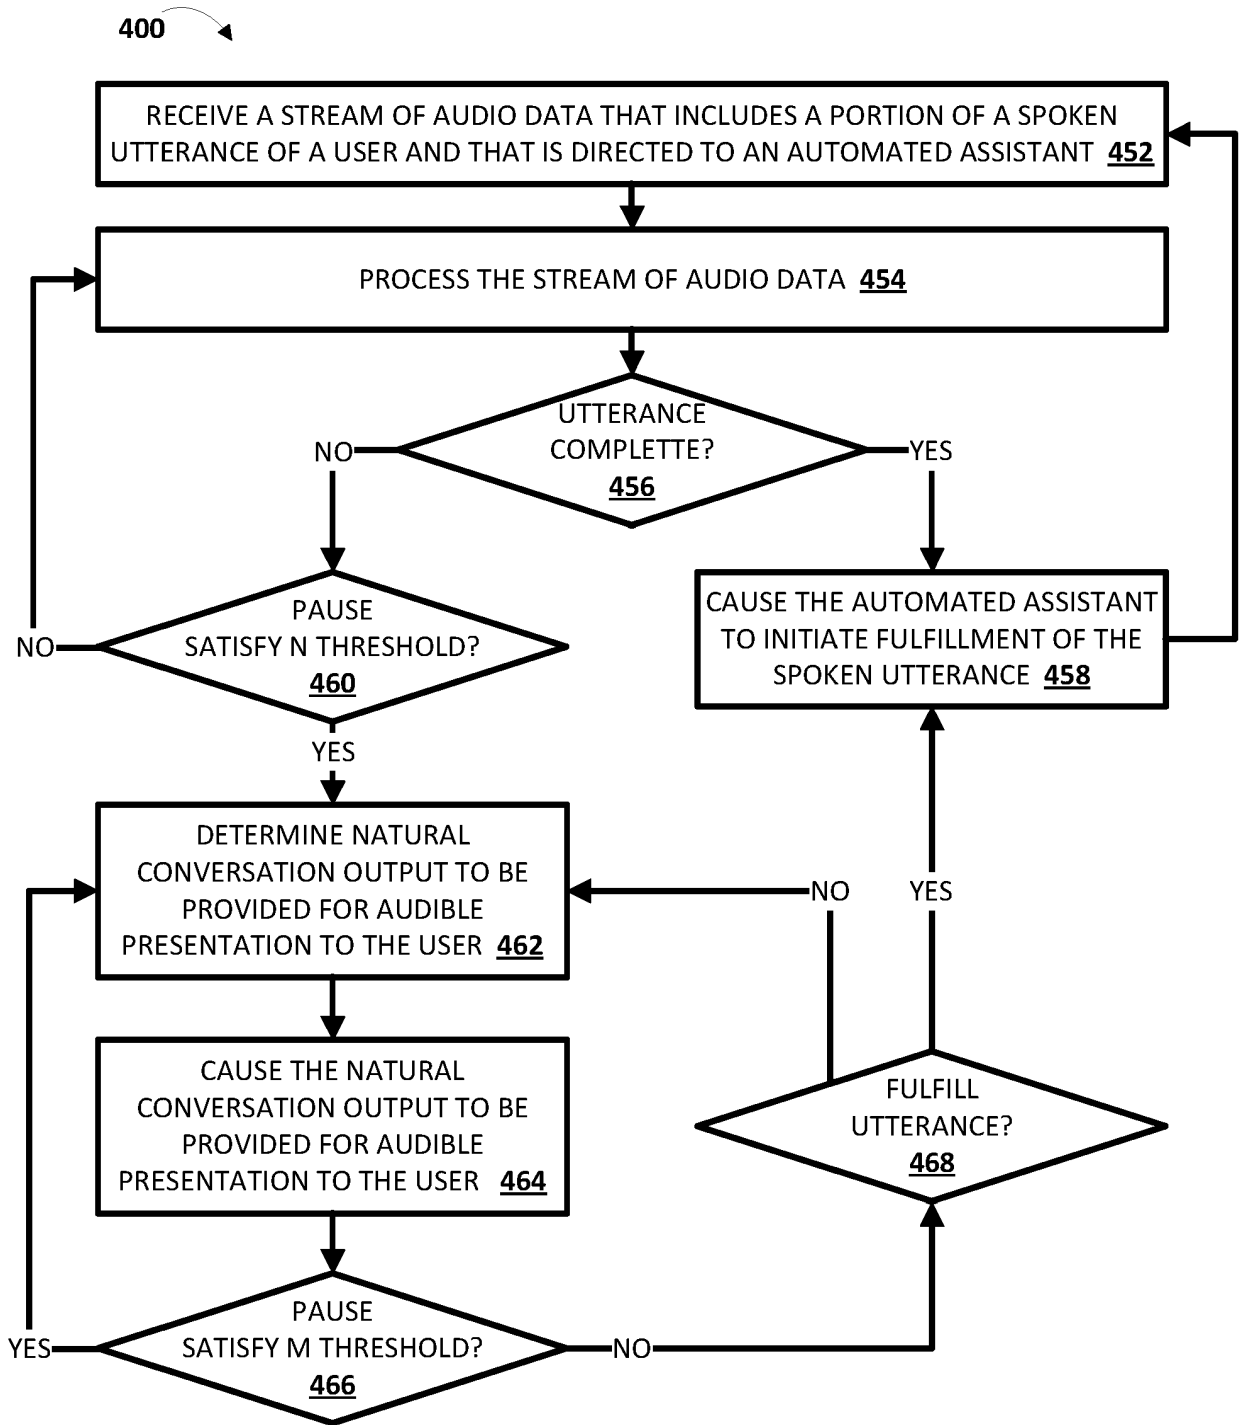 400
RECEIVE A STREAM OF AUDIO DATA THAT INCLUDES A PORTION OF A SPOKEN
UTTERANCE OF A USER AND THAT IS DIRECTED TO AN AUTOMATED ASSISTANT 452
PROCESS THE STREAM OF AUDIO DATA 454
UTTERANCE
COMPLETTE?
456
NO
YES
PAUSE
SATISFY N THRESHOLD?
460
NO
YES
CAUSE THE AUTOMATED ASSISTANT
TO INITIATE FULFILLMENT OF THE
SPOKEN UTTERANCE 458
DETERMINE NATURAL
CONVERSATION OUTPUT TO BE
PROVIDED FOR AUDIBLE
PRESENTATION TO THE USER 462
NO
YES
CAUSE THE NATURAL
CONVERSATION OUTPUT TO BE
PROVIDED FOR AUDIBLE
PRESENTATION TO THE USER 464
FULFILL
UTTERANCE?
468
PAUSE
SATISFY M THRESHOLD?
466
YES
NO